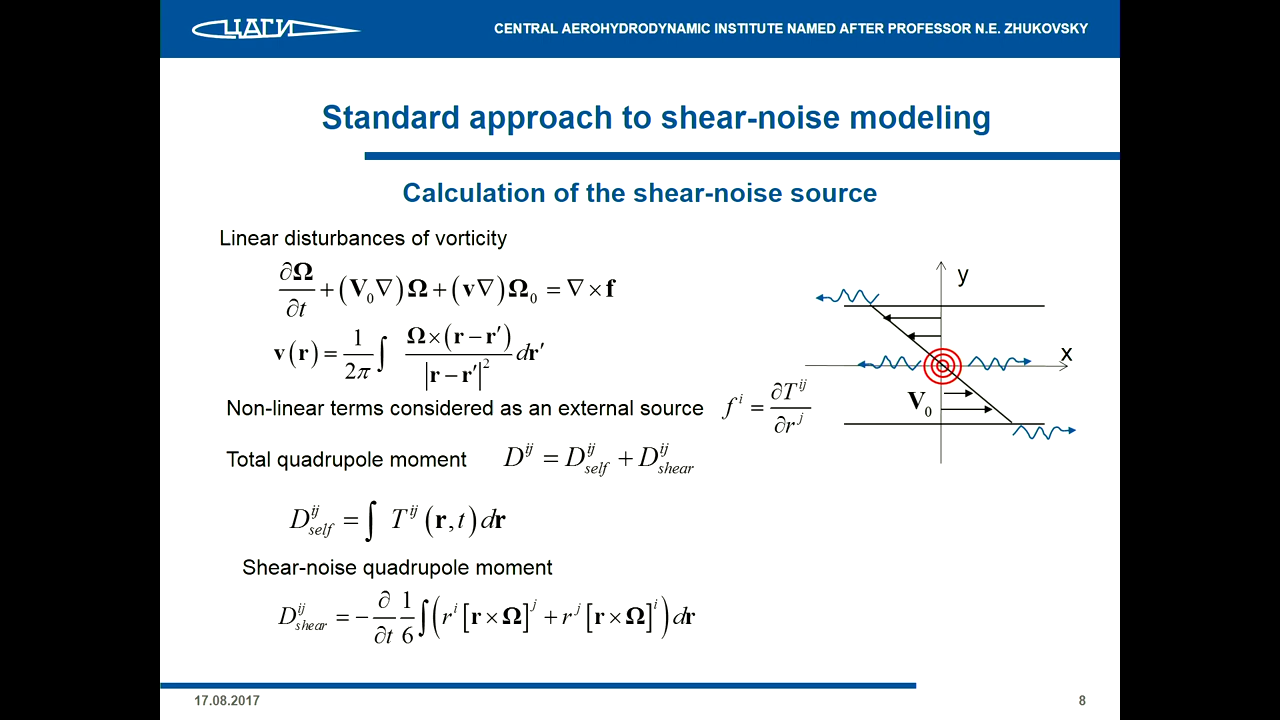 ЦАГИ
CENTRAL AEROHYDRODYNAMIC INSTITUTE NAMED AFTER PROFESSOR N.E. ZHUKOVSKY
Standard approach to shear-noise modeling
Calculation of the shear-noise source
Linear disturbances of vorticity
∂Ω/∂t + (V₀∇)Ω + (v∇)Ω₀ = ∇×f
v(r) = 1/2π ∫ Ω×(r−r′)/|r−r′|² dr′
Non-linear terms considered as an external source f^i = ∂T^ij/∂r^j
Total quadrupole moment D^ij = D^ij_self + D^ij_shear
D^ij_self = ∫ T^ij(r,t)dr
Shear-noise quadrupole moment
D^ij_shear = −∂/∂t 1/6 ∫(r^i[r×Ω]^j + r^j[r×Ω]^i)dr
y
x
V₀
17.08.2017
8